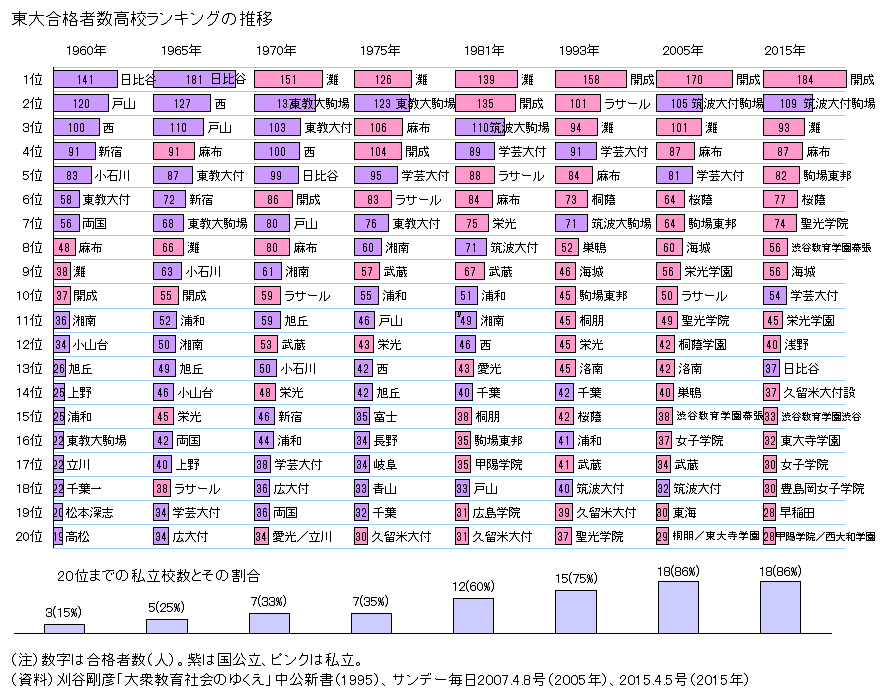 東大合格者数高校ランキングの推移
1960年 1965年 1970年 1975年 1981年 1993年 2005年 2015年
1位 141 日比谷 181 日比谷 151 灘 126 灘 139 灘 158 開成 170 開成 184 開成
2位 120 戸山 127 西 137 東教大駒場 123 東教大駒場 135 開成 101 ラサール 105 筑波大付駒場 109 筑波大付駒場
3位 100 西 110 戸山 103 東教大付 106 麻布 110 筑波大駒場 94 灘 101 灘 93 灘
4位 91 新宿 91 麻布 100 西 104 開成 89 学芸大付 91 学芸大付 87 麻布 87 麻布
5位 83 小石川 87 東教大付 99 日比谷 95 学芸大付 88 ラサール 84 麻布 81 学芸大付 82 駒場東邦
6位 58 東教大付 72 新宿 86 開成 83 ラサール 84 麻布 73 桐蔭 64 桜蔭 77 桜蔭
7位 56 両国 68 東教大駒場 80 戸山 76 東教大付 75 栄光 71 筑波大駒場 64 駒場東邦 74 聖光学院
8位 48 麻布 66 灘 80 麻布 60 湘南 71 筑波大付 52 巣鴨 60 海城 56 渋谷教育学園幕張
9位 38 灘 63 小石川 61 湘南 57 武蔵 67 武蔵 46 海城 56 栄光学園 56 海城
10位 37 開成 55 開成 59 ラサール 55 浦和 51 浦和 45 駒場東邦 50 ラサール 54 学芸大付
11位 36 湘南 52 浦和 59 旭丘 46 戸山 49 湘南 45 桐朋 49 聖光学院 45 栄光学園
12位 34 小山台 50 湘南 53 武蔵 43 栄光 46 西 45 栄光 42 桐蔭学園 40 浅野
13位 26 旭丘 49 旭丘 50 小石川 42 西 43 愛光 45 洛南 42 洛南 37 日比谷
14位 25 上野 46 小山台 48 栄光 42 旭丘 40 千葉 42 千葉 40 巣鴨 37 久留米大付設
15位 25 浦和 45 栄光 46 新宿 35 富士 38 桐朋 42 桜蔭 38 渋谷教育学園幕張 33 渋谷教育学園渋谷
16位 22 東教大駒場 42 両国 44 浦和 34 長野 35 駒場東邦 41 浦和 37 女子学院 32 東大寺学園
17位 22 立川 40 上野 38 学芸大付 34 岐阜 35 甲陽学院 41 武蔵 34 武蔵 30 女子学院
18位 22 千葉一 38 ラサール 36 広大付 33 青山 33 戸山 40 筑波大付 32 筑波大付 30 豊島岡女子学院
19位 20 松本深志 34 学芸大付 36 両国 32 千葉 31 広島学院 39 久留米大付 30 東海 28 早稲田
20位 19 高松 34 広大付 34 愛光/立川 30 久留米大付 31 久留米大付 37 聖光学院 29 桐朋/東大寺学園 28 甲陽学院/西大和学園
20位までの私立校数とその割合
3(15%) 5(25%) 7(33%) 7(35%) 12(60%) 15(75%) 18(86%) 18(86%)
(注)数字は合格者数(人)。紫は国公立、ピンクは私立。
(資料)刈谷剛彦「大衆教育社会のゆくえ」中公新書(1995)、サンデー毎日2007.4.8号(2005年)、2015.4.5号(2015年)